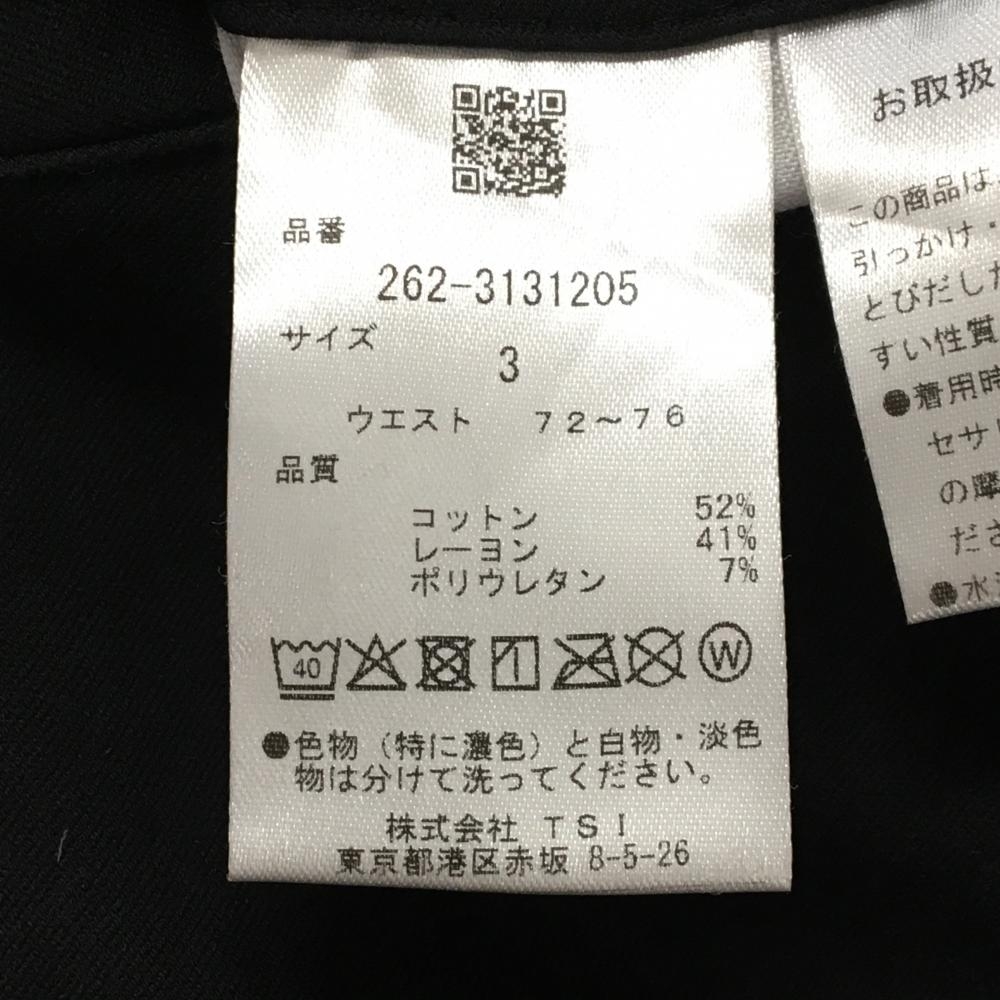 品番
262-3131205
サイズ
3
ウエスト 72～76
品質
コットン 52%
レーヨン 41%
ポリウレタン 7%
40
W
●色物（特に濃色）と白物・淡色
物は分けて洗ってください。
株式会社 TSI
東京都港区赤坂 8-5-26
お取扱
この商品は
引っかけ・
とびだした
すい性質
●着用時
セサリ
の摩
ださ
●水